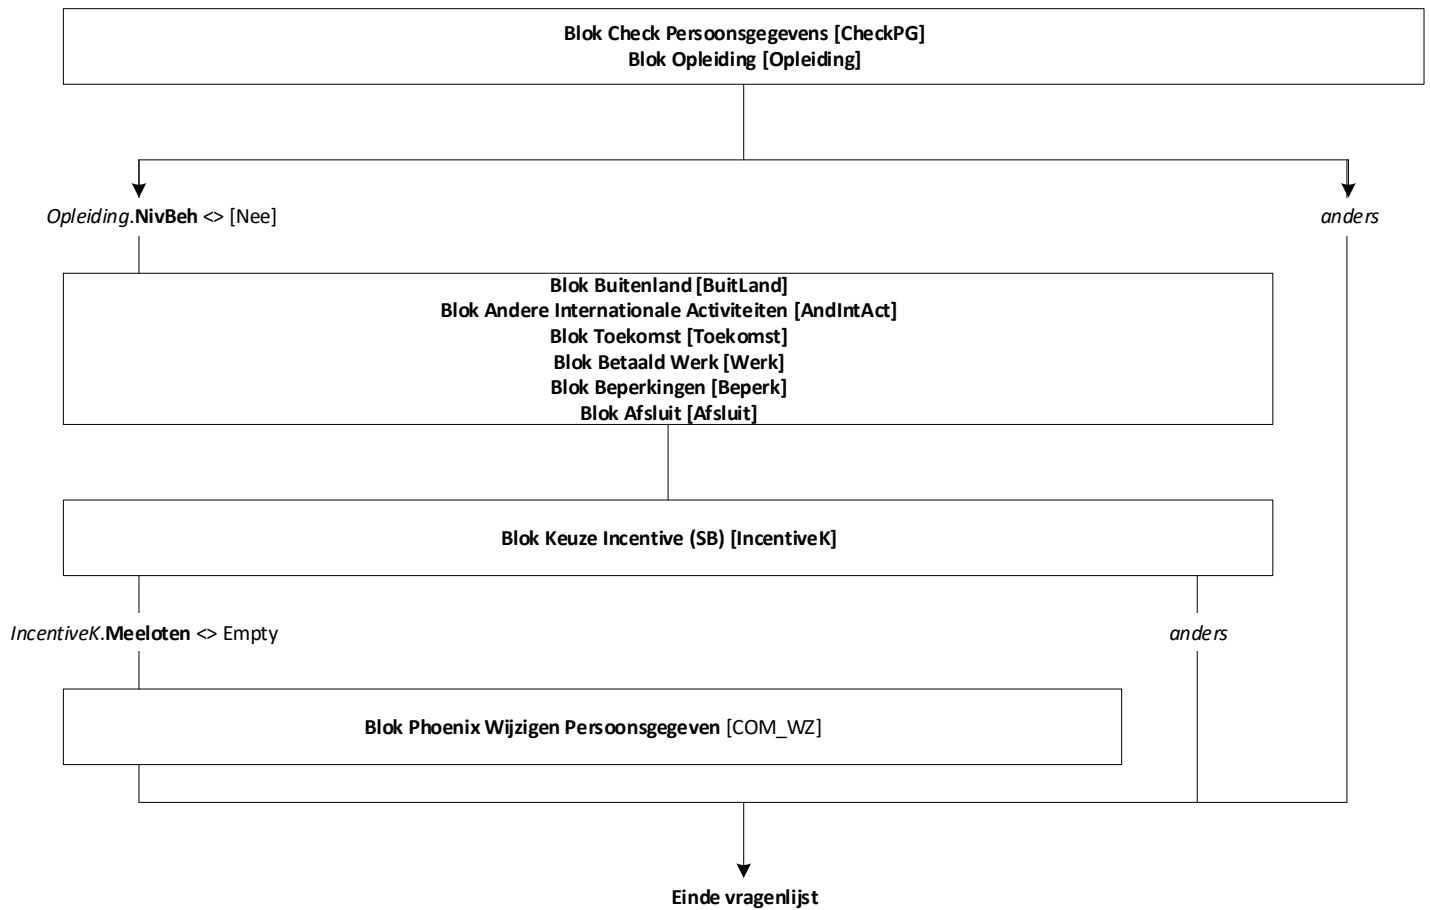 Blok Check Persoonsgegevens [CheckPG]
Blok Opleiding [Opleiding]
Opleiding.NivBeh <> [Nee]
anders
Blok Buitenland [BuitLand]
Blok Andere Internationale Activiteiten [AndIntAct]
Blok Toekomst [Toekomst]
Blok Betaald Werk [Werk]
Blok Beperkingen [Beperk]
Blok Afsluit [Afsluit]
Blok Keuze Incentive (SB) [IncentiveK]
IncentiveK.Meeloten <> Empty
anders
Blok Phoenix Wijzigen Persoonsgegeven [COM_WZ]
Einde vragenlijst